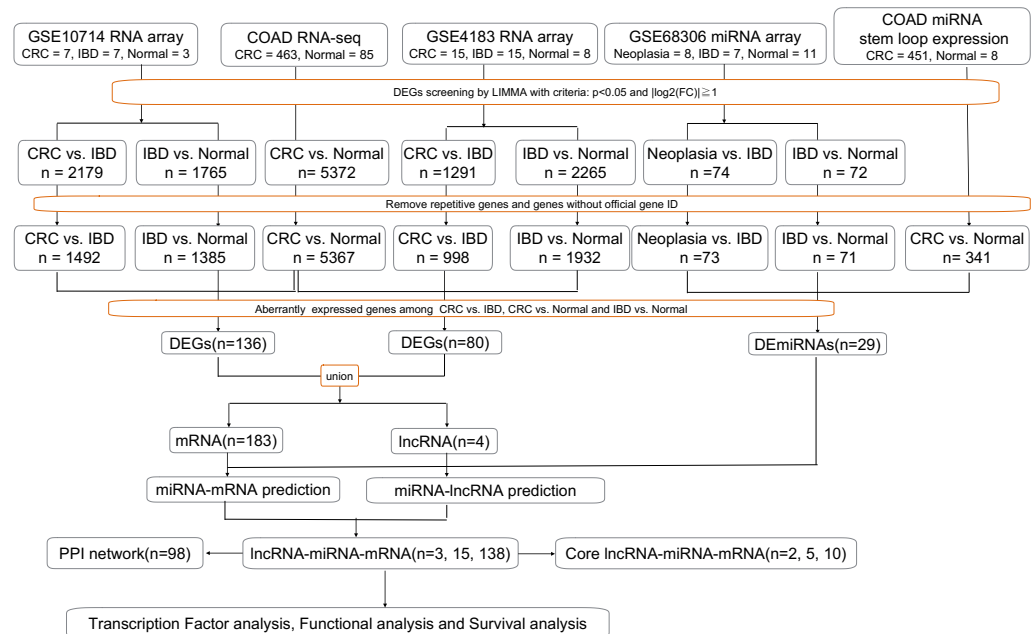 GSE10714 RNA array
CRC = 7, IBD = 7, Normal = 3
COAD RNA-seq
CRC = 463, Normal = 85
GSE4183 RNA array
CRC = 15, IBD = 15, Normal = 8
GSE68306 miRNA array
Neoplasia = 8, IBD = 7, Normal = 11
COAD miRNA
stem loop expression
CRC = 451, Normal = 8
DEGs screening by LIMMA with criteria: p<0.05 and |log2(FC)|≧1
CRC vs. IBD
n = 2179
IBD vs. Normal
n = 1765
CRC vs. Normal
n= 5372
CRC vs. IBD
n =1291
IBD vs. Normal
n = 2265
Neoplasia vs. IBD
n =74
IBD vs. Normal
n = 72
Remove repetitive genes and genes without official gene ID
CRC vs. IBD
n = 1492
IBD vs. Normal
n = 1385
CRC vs. Normal
n = 5367
CRC vs. IBD
n = 998
IBD vs. Normal
n = 1932
Neoplasia vs. IBD
n =73
IBD vs. Normal
n = 71
CRC vs. Normal
n= 341
Aberrantly expressed genes among CRC vs. IBD, CRC vs. Normal and IBD vs. Normal
DEGs(n=136)
DEGs(n=80)
DEmiRNAs(n=29)
union
mRNA(n=183)
lncRNA(n=4)
miRNA-mRNA prediction
miRNA-lncRNA prediction
PPI network(n=98)
lncRNA-miRNA-mRNA(n=3, 15, 138)
Core lncRNA-miRNA-mRNA(n=2, 5, 10)
Transcription Factor analysis, Functional analysis and Survival analysis